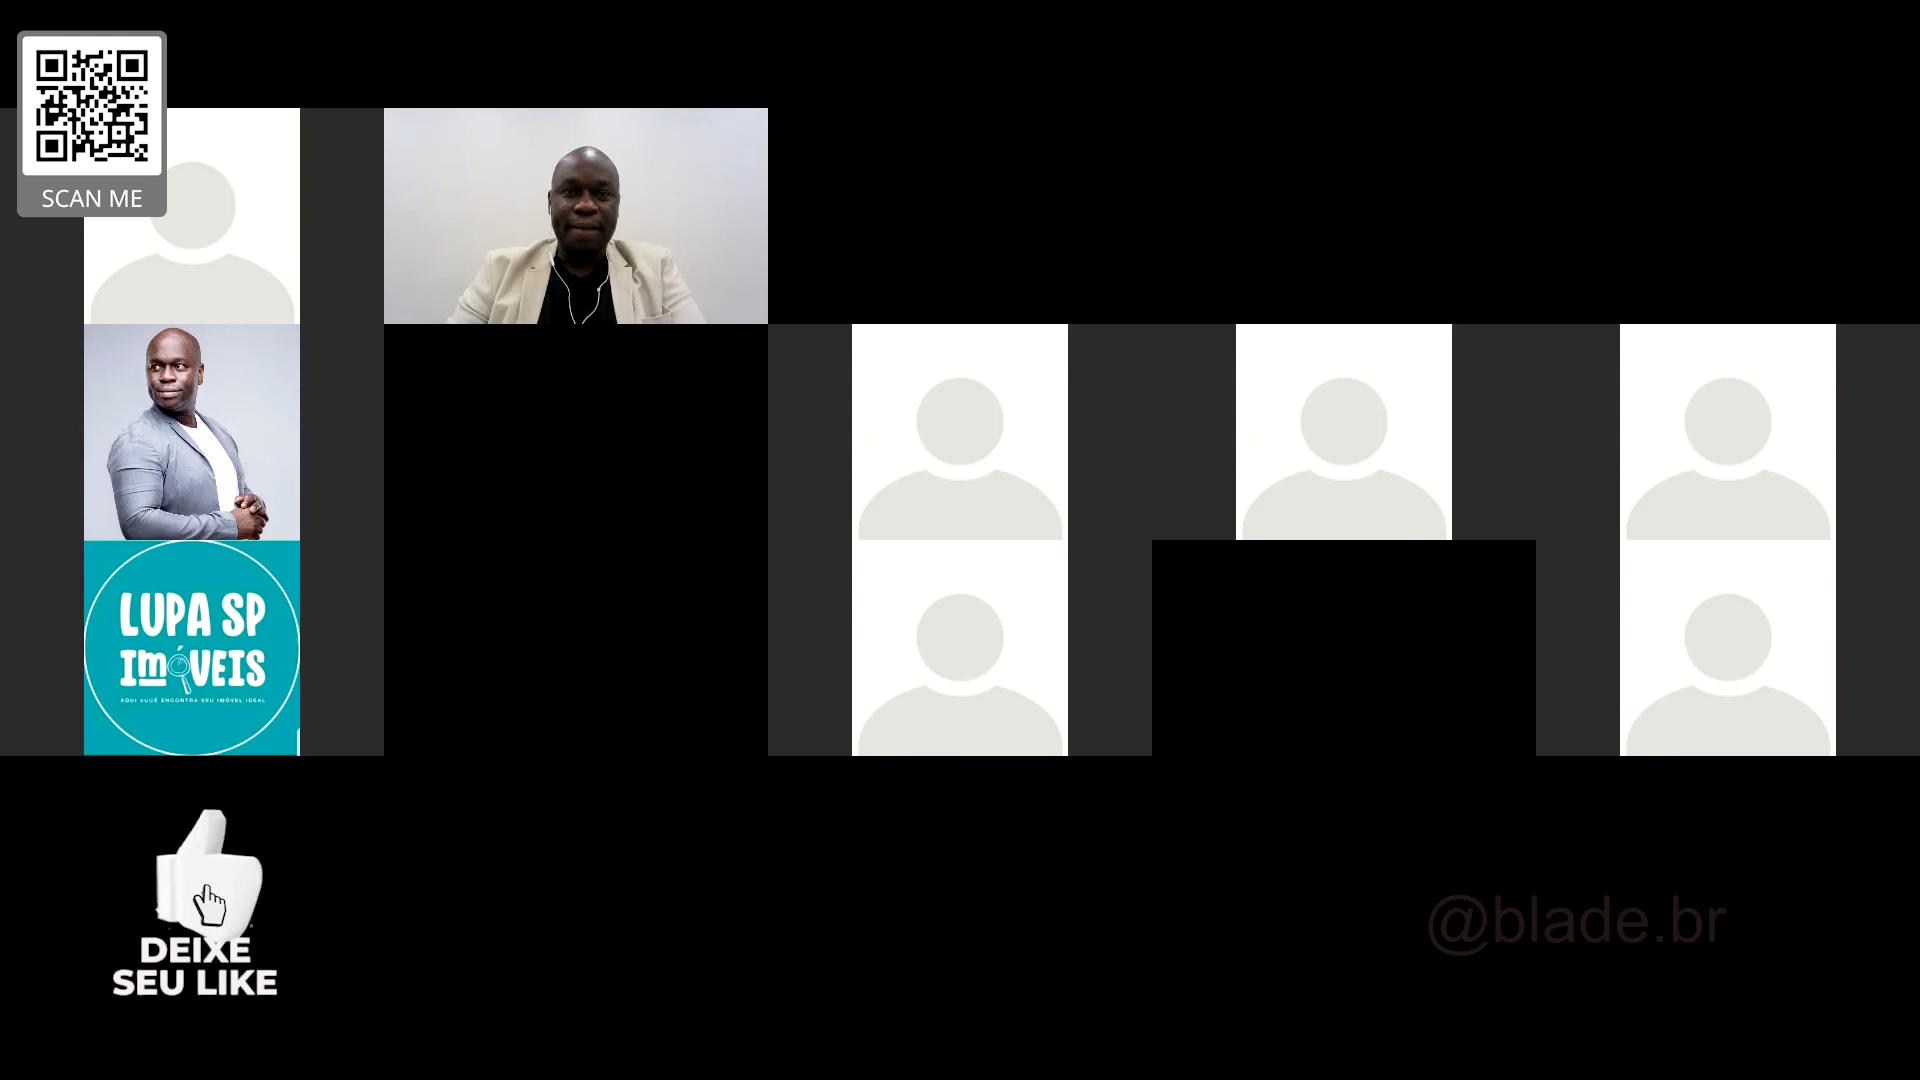 SCAN ME
LUPA SP
IMÓVEIS
AQUI VOCÊ ENCONTRA SEU IMÓVEL IDEAL
DEIXE
SEU LIKE
@blade.br